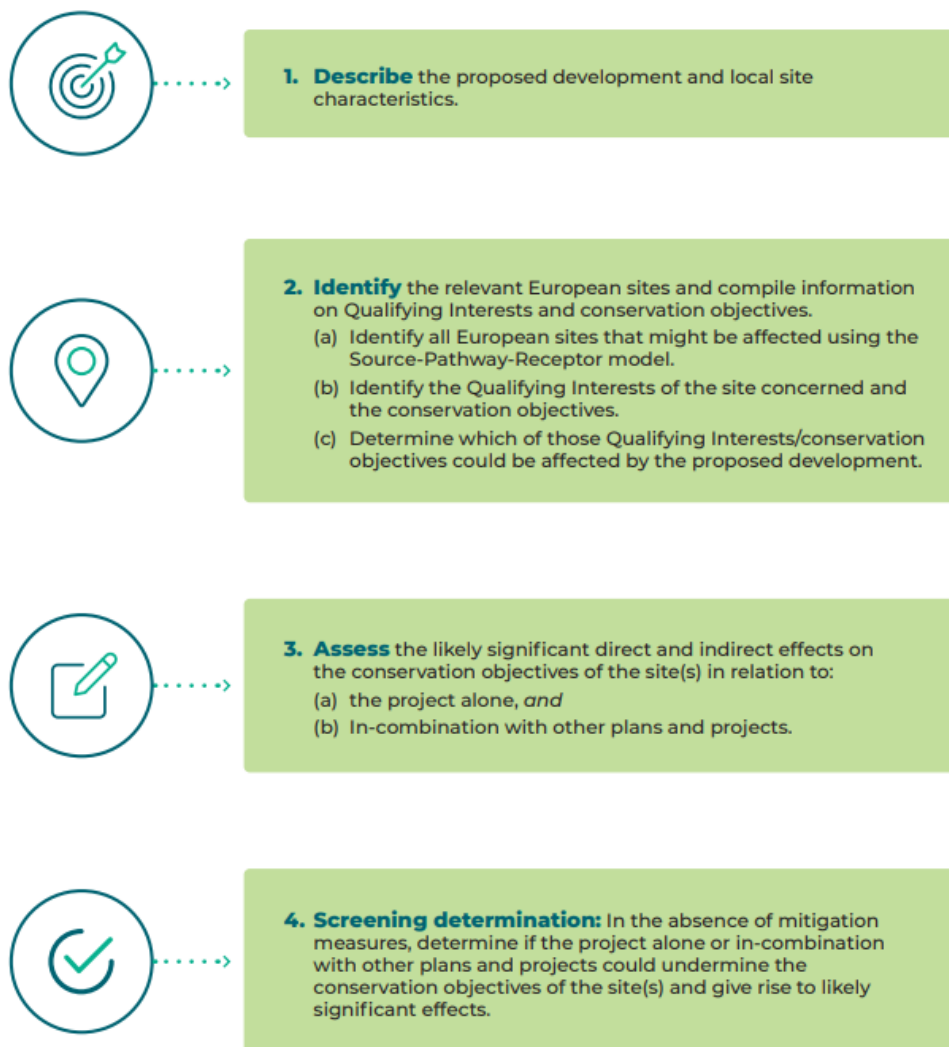 1. Describe the proposed development and local site
characteristics.
2. Identify the relevant European sites and compile information
on Qualifying Interests and conservation objectives.
(a) Identify all European sites that might be affected using the
Source-Pathway-Receptor model.
(b) Identify the Qualifying Interests of the site concerned and
the conservation objectives.
(c) Determine which of those Qualifying Interests/conservation
objectives could be affected by the proposed development.
3. Assess the likely significant direct and indirect effects on
the conservation objectives of the site(s) in relation to:
(a) the project alone, and
(b) In-combination with other plans and projects.
4. Screening determination: In the absence of mitigation
measures, determine if the project alone or in-combination
with other plans and projects could undermine the
conservation objectives of the site(s) and give rise to likely
significant effects.